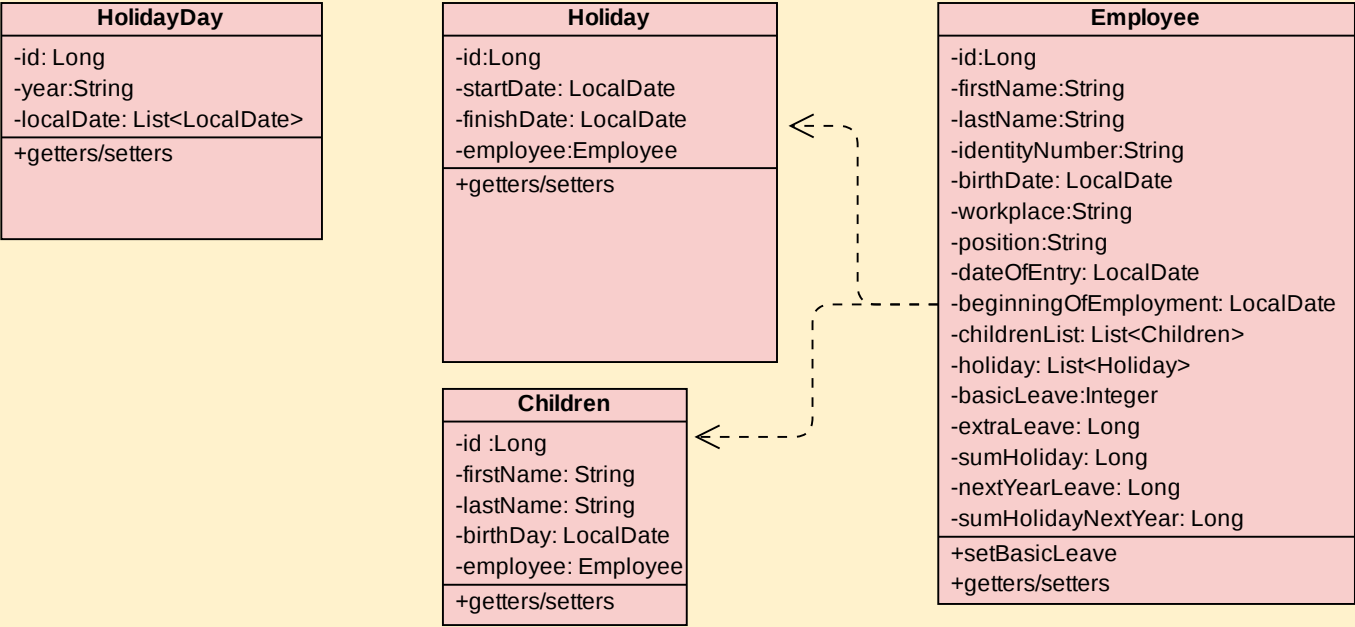 HolidayDay
-id: Long
-year:String
-localDate: List<LocalDate>
+getters/setters
Holiday
-id:Long
-startDate: LocalDate
-finishDate: LocalDate
-employee:Employee
+getters/setters
Children
-id :Long
-firstName: String
-lastName: String
-birthDay: LocalDate
-employee: Employee
+getters/setters
Employee
-id:Long
-firstName:String
-lastName:String
-identityNumber:String
-birthDate: LocalDate
-workplace:String
-position:String
-dateOfEntry: LocalDate
-beginningOfEmployment: LocalDate
-childrenList: List<Children>
-holiday: List<Holiday>
-basicLeave:Integer
-extraLeave: Long
-sumHoliday: Long
-nextYearLeave: Long
-sumHolidayNextYear: Long
+setBasicLeave
+getters/setters